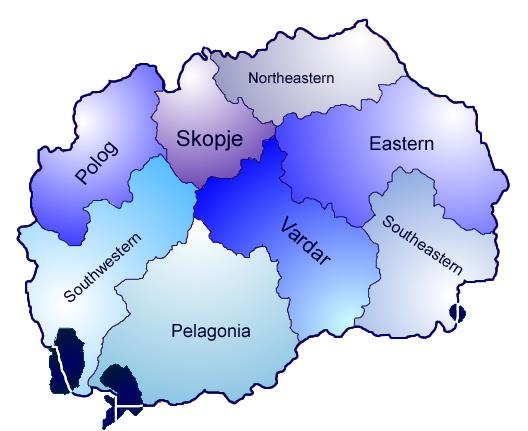 Northeastern
Skopje
Eastern
Polog
Southwestern
Vardar
Southeastern
Pelagonia